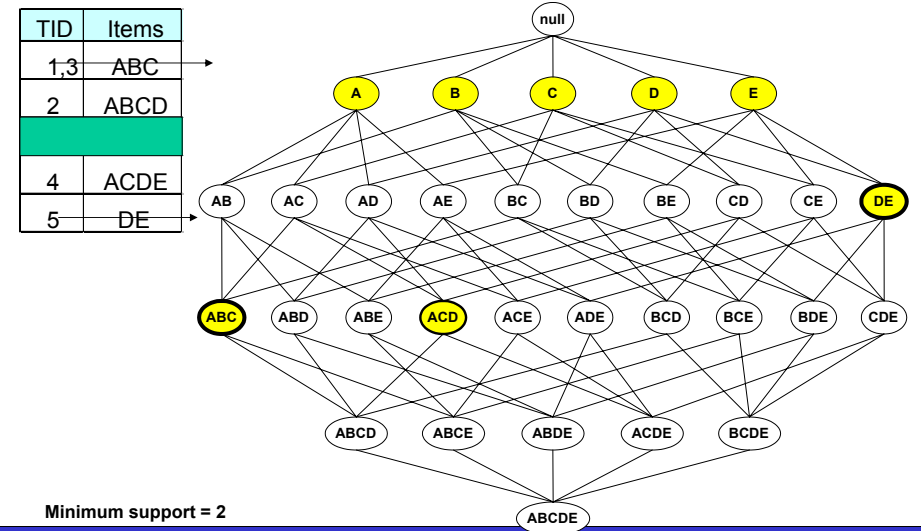 TID Items
1,3 ABC
2 ABCD
4 ACDE
5 DE
null
A B C D E
AB AC AD AE BC BD BE CD CE DE
ABC ABD ABE ACD ACE ADE BCD BCE BDE CDE
ABCD ABCE ABDE ACDE BCDE
ABCDE
Minimum support = 2